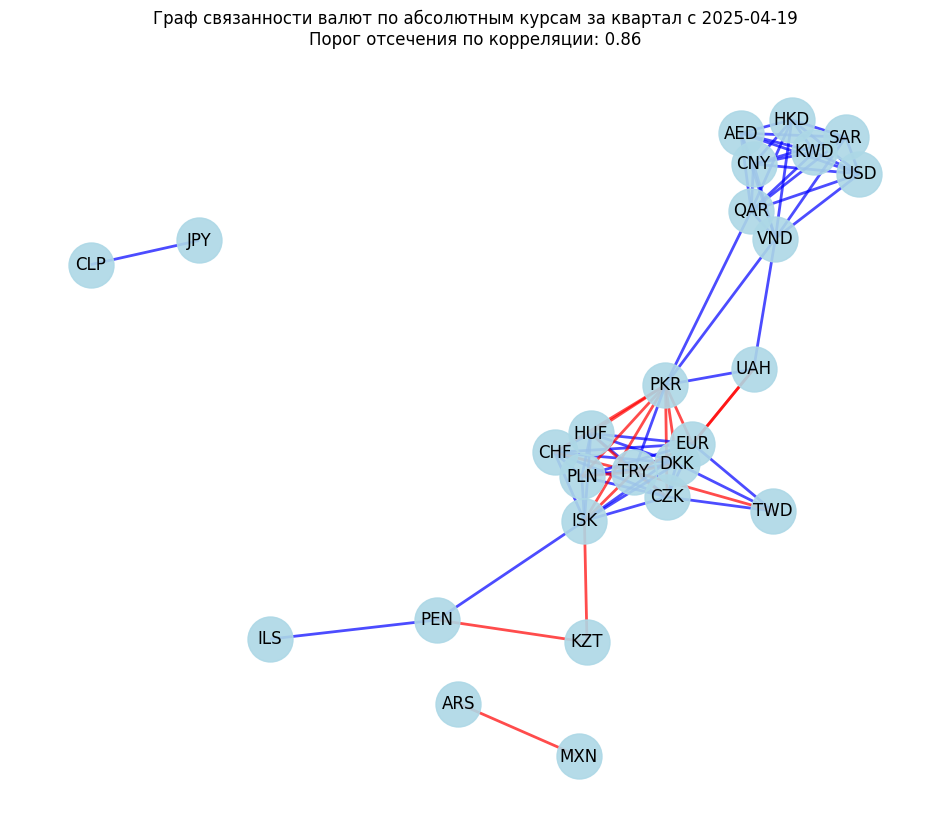 Граф связанности валют по абсолютным курсам за квартал с 2025-04-19
Порог отсечения по корреляции: 0.86
HKD
AED
SAR
KWD
CNY
USD
QAR
VND
JPY
CLP
UAH
PKR
HUF
EUR
CHF
DKK
TRY
PLN
CZK
TWD
ISK
PEN
ILS
KZT
ARS
MXN